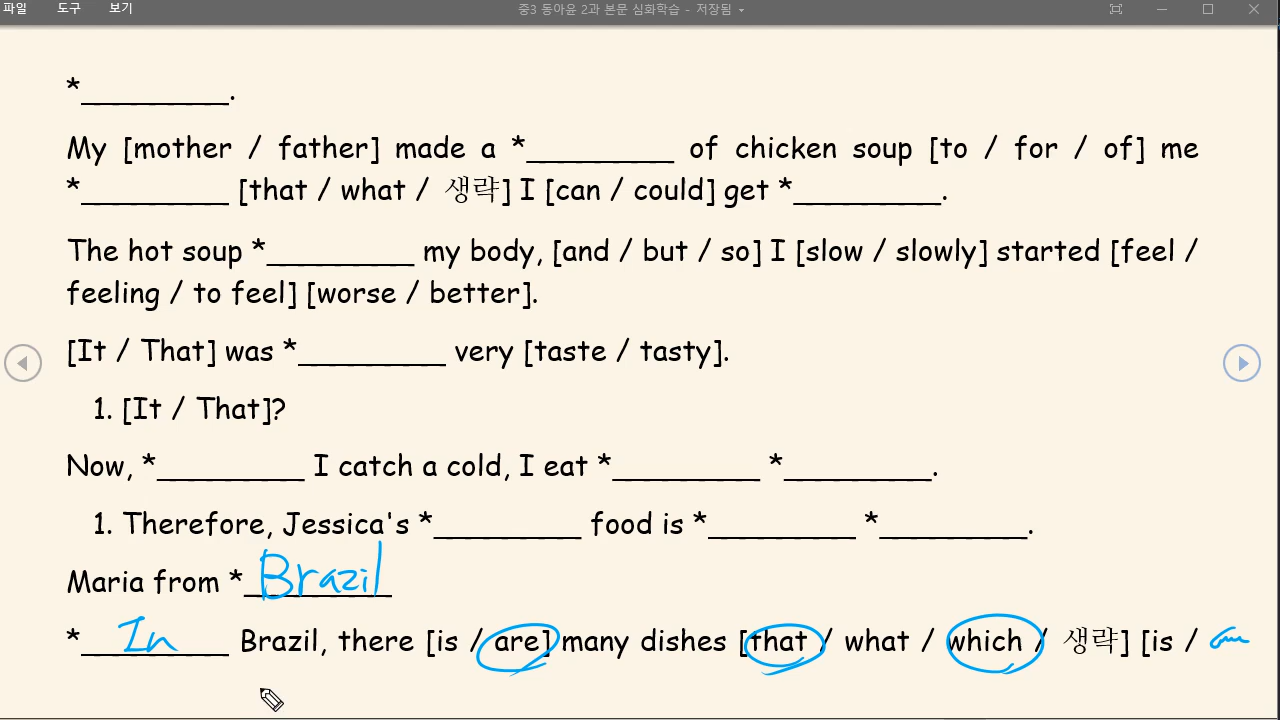 파일 도구 보기 중3 동아윤 2과 본문 심화학습 - 저장됨
*________.
My [mother / father] made a *________ of chicken soup [to / for / of] me
*________ [that / what / 생략] I [can / could] get *________.
The hot soup *________ my body, [and / but / so] I [slow / slowly] started [feel /
feeling / to feel] [worse / better].
[It / That] was *________ very [taste / tasty].
1. [It / That]?
Now, *________ I catch a cold, I eat *________ *________.
1. Therefore, Jessica's *________ food is *________ *________.
Maria from * Brazil
* In Brazil, there [is / are] many dishes [that / what / which / 생략] [is / are